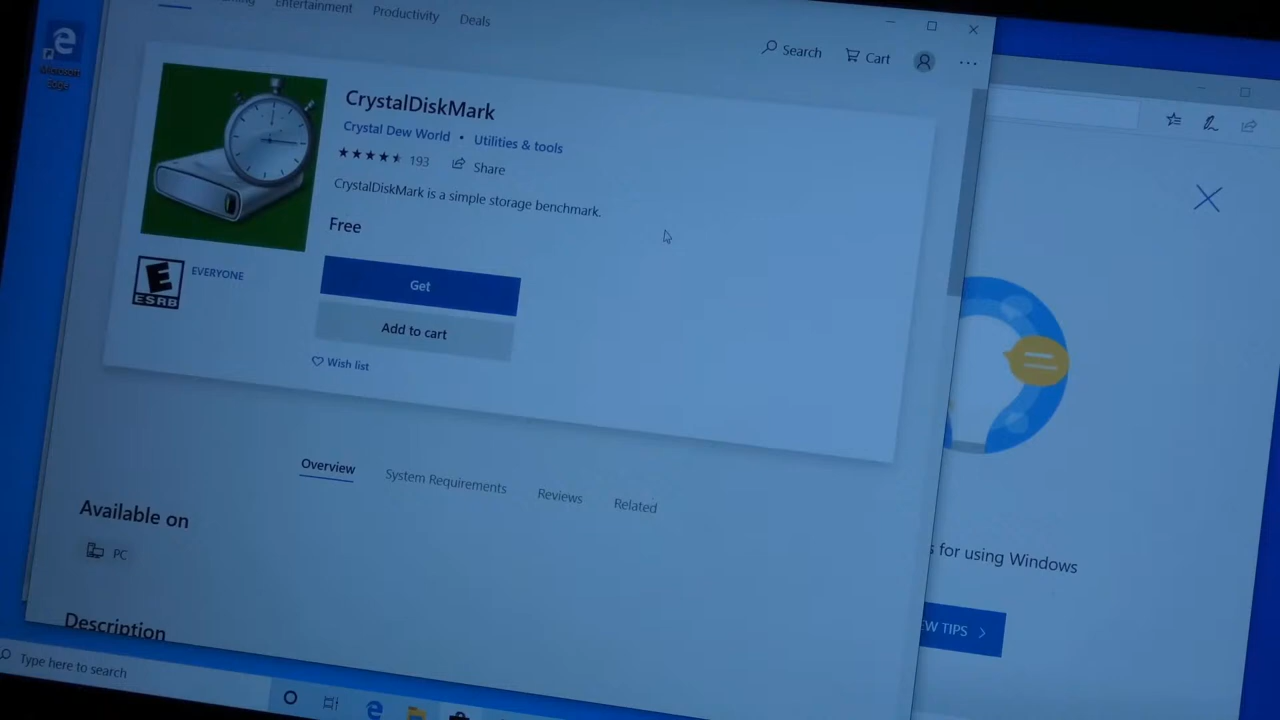 Entertainment
Productivity
Deals
Search
Cart
Microsoft
Edge
CrystalDiskMark
Crystal Dew World • Utilities & tools
193
Share
CrystalDiskMark is a simple storage benchmark.
Free
E
ESRB
EVERYONE
Get
Add to cart
Wish list
Overview
System Requirements
Reviews
Related
Available on
PC
Description
for using Windows
TIPS
Type here to search